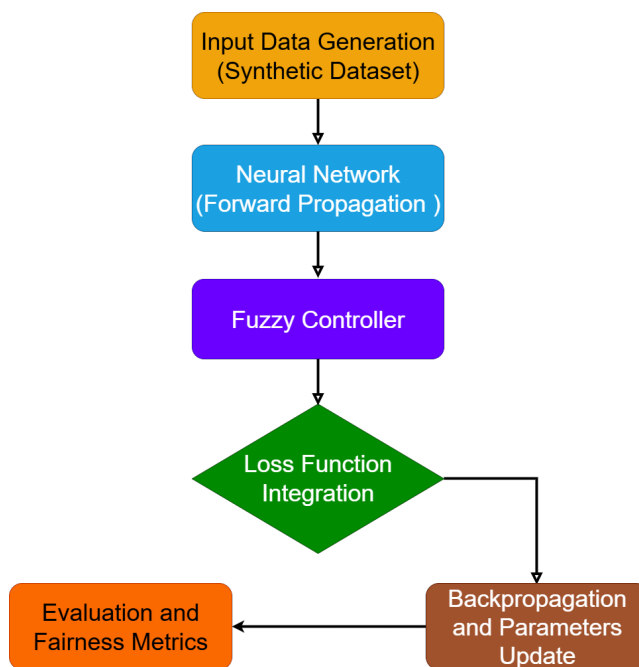 Input Data Generation
(Synthetic Dataset)
Neural Network
(Forward Propagation )
Fuzzy Controller
Loss Function
Integration
Backpropagation
and Parameters
Update
Evaluation and
Fairness Metrics